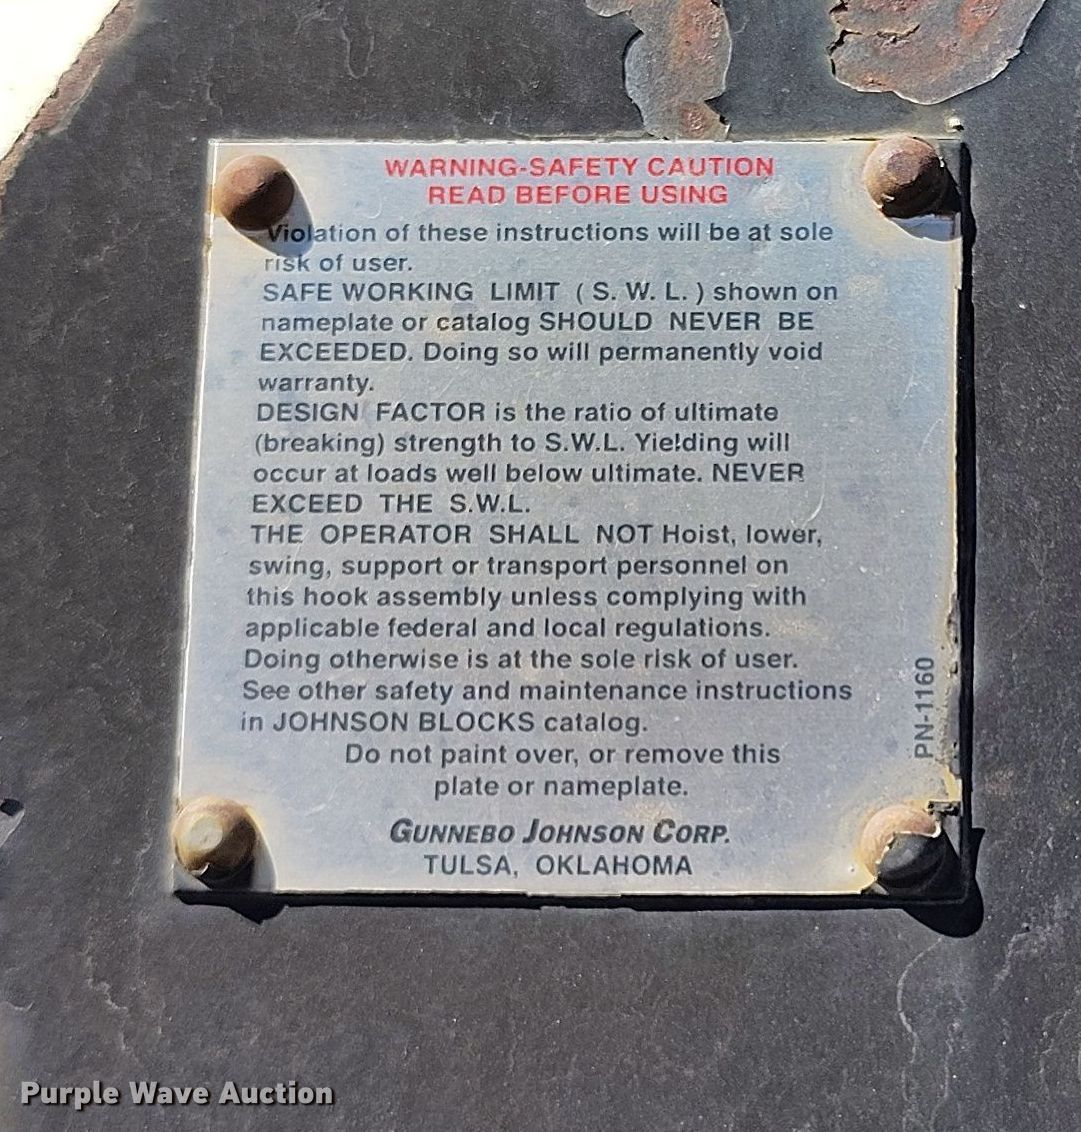 WARNING-SAFETY CAUTION
READ BEFORE USING
Violation of these instructions will be at sole
risk of user.
SAFE WORKING LIMIT ( S. W. L. ) shown on
nameplate or catalog SHOULD NEVER BE
EXCEEDED. Doing so will permanently void
warranty.
DESIGN FACTOR is the ratio of ultimate
(breaking) strength to S.W.L. Yielding will
occur at loads well below ultimate. NEVER
EXCEED THE S.W.L.
THE OPERATOR SHALL NOT Hoist, lower,
swing, support or transport personnel on
this hook assembly unless complying with
applicable federal and local regulations.
Doing otherwise is at the sole risk of user.
See other safety and maintenance instructions
in JOHNSON BLOCKS catalog.
Do not paint over, or remove this
plate or nameplate.
GUNNEBO JOHNSON CORP.
TULSA, OKLAHOMA
PN-1160
Purple Wave Auction